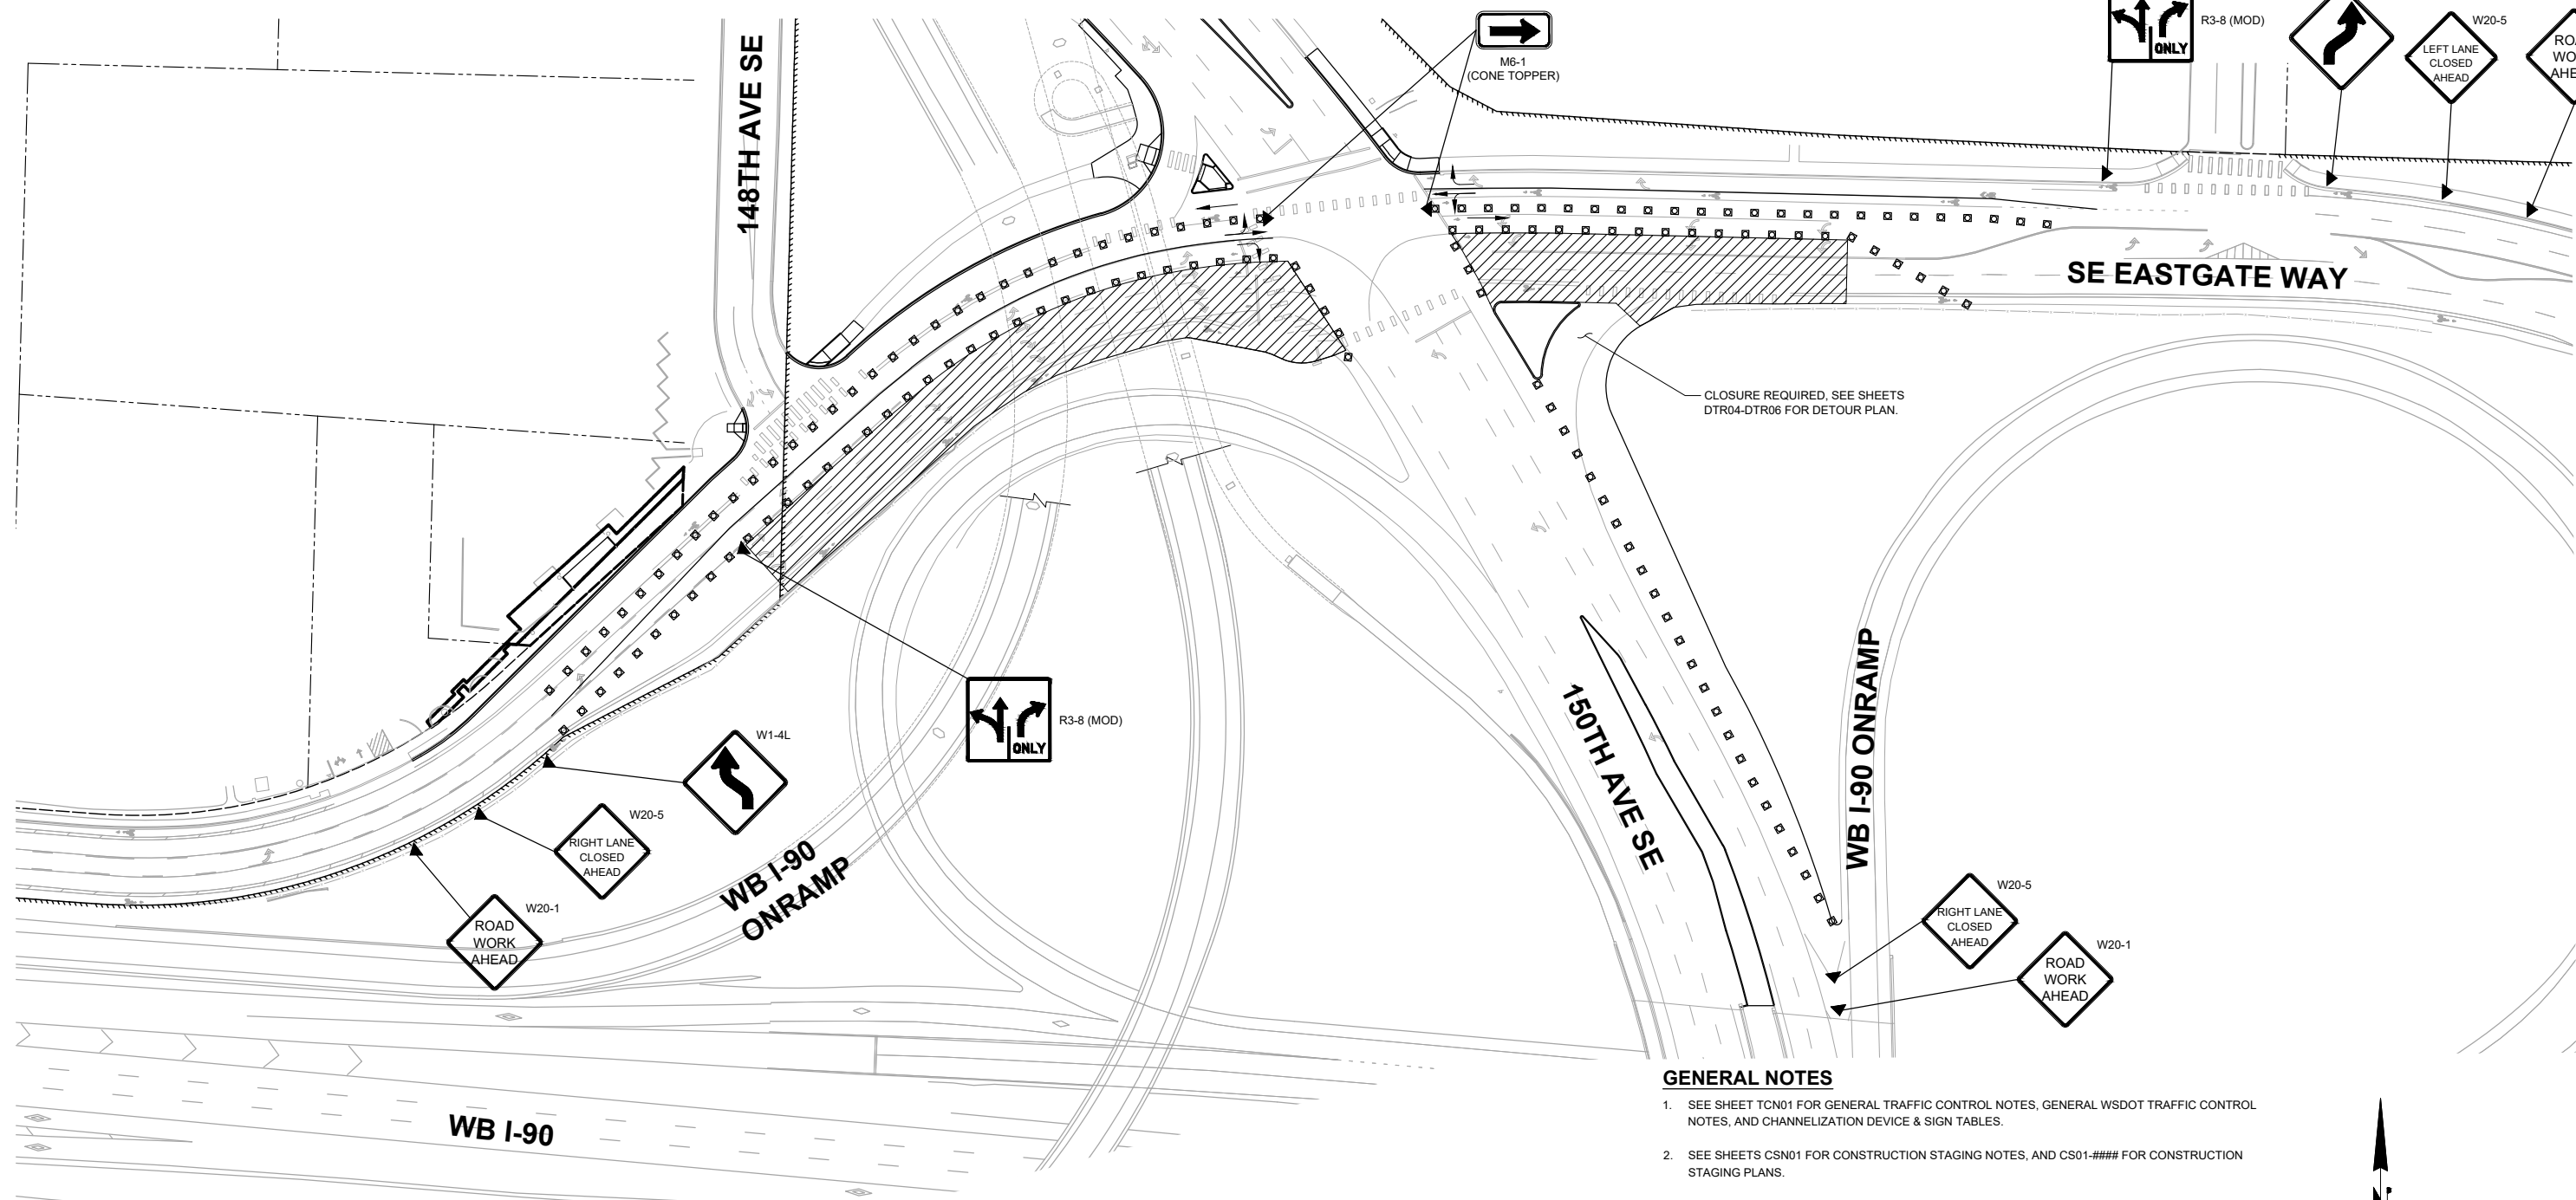 148TH AVE SE
M6-1
(CONE TOPPER)
ONLY
R3-8 (MOD)
W20-5
LEFT LANE
CLOSED
AHEAD
SE EASTGATE WAY
CLOSURE REQUIRED, SEE SHEETS
DTR04-DTR06 FOR DETOUR PLAN.
ONLY
R3-8 (MOD)
W1-4L
W20-5
RIGHT LANE
CLOSED
AHEAD
W20-1
ROAD
WORK
AHEAD
WB I-90
ONRAMP
150TH AVE SE
WB I-90 ONRAMP
W20-5
RIGHT LANE
CLOSED
AHEAD
W20-1
ROAD
WORK
AHEAD
WB I-90
GENERAL NOTES
1. SEE SHEET TCN01 FOR GENERAL TRAFFIC CONTROL NOTES, GENERAL WSDOT TRAFFIC CONTROL
NOTES, AND CHANNELIZATION DEVICE & SIGN TABLES.
2. SEE SHEETS CSN01 FOR CONSTRUCTION STAGING NOTES, AND CS01-#### FOR CONSTRUCTION
STAGING PLANS.